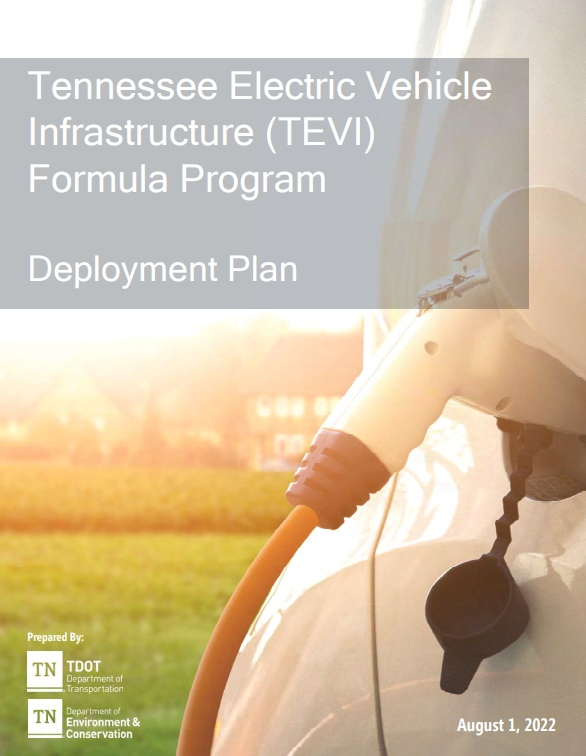 Tennessee Electric Vehicle
Infrastructure (TEVI)
Formula Program
Deployment Plan
Prepared By:
TN
TDOT
Department of
Transportation
TN
Department of
Environment &
Conservation
August 1, 2022